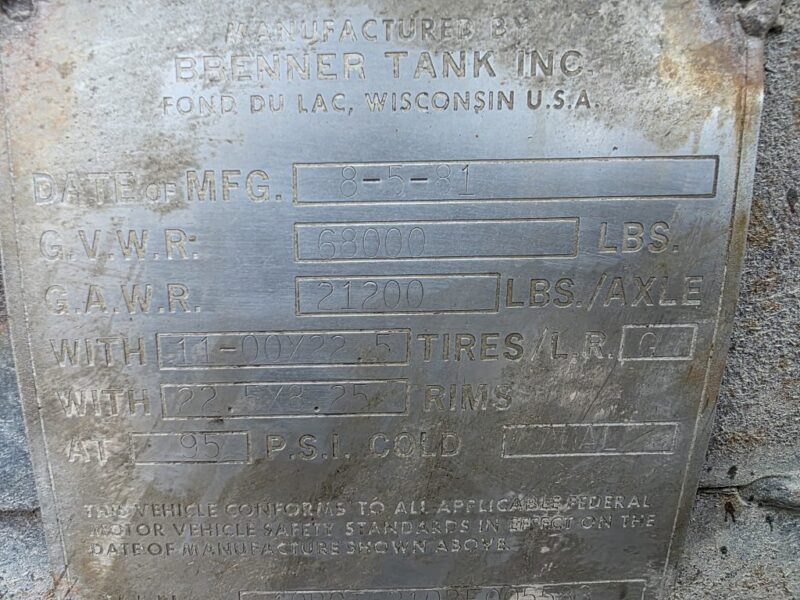 MANUFACTURED BY
BRENNER TANK INC.
FOND DU LAC, WISCONSIN U.S.A.
DATE OF MFG. 8-5-81
G.V.W.R: 68000 LBS.
G.A.W.R. 21200 LBS./AXLE
WITH 11-00X22.5 TIRES/L.R. G
WITH 22.5X8.25 RIMS
AT 95 P.S.I. COLD DUAL
THIS VEHICLE CONFORMS TO ALL APPLICABLE FEDERAL
MOTOR VEHICLE SAFETY STANDARDS IN EFFECT ON THE
DATE OF MANUFACTURE SHOWN ABOVE.